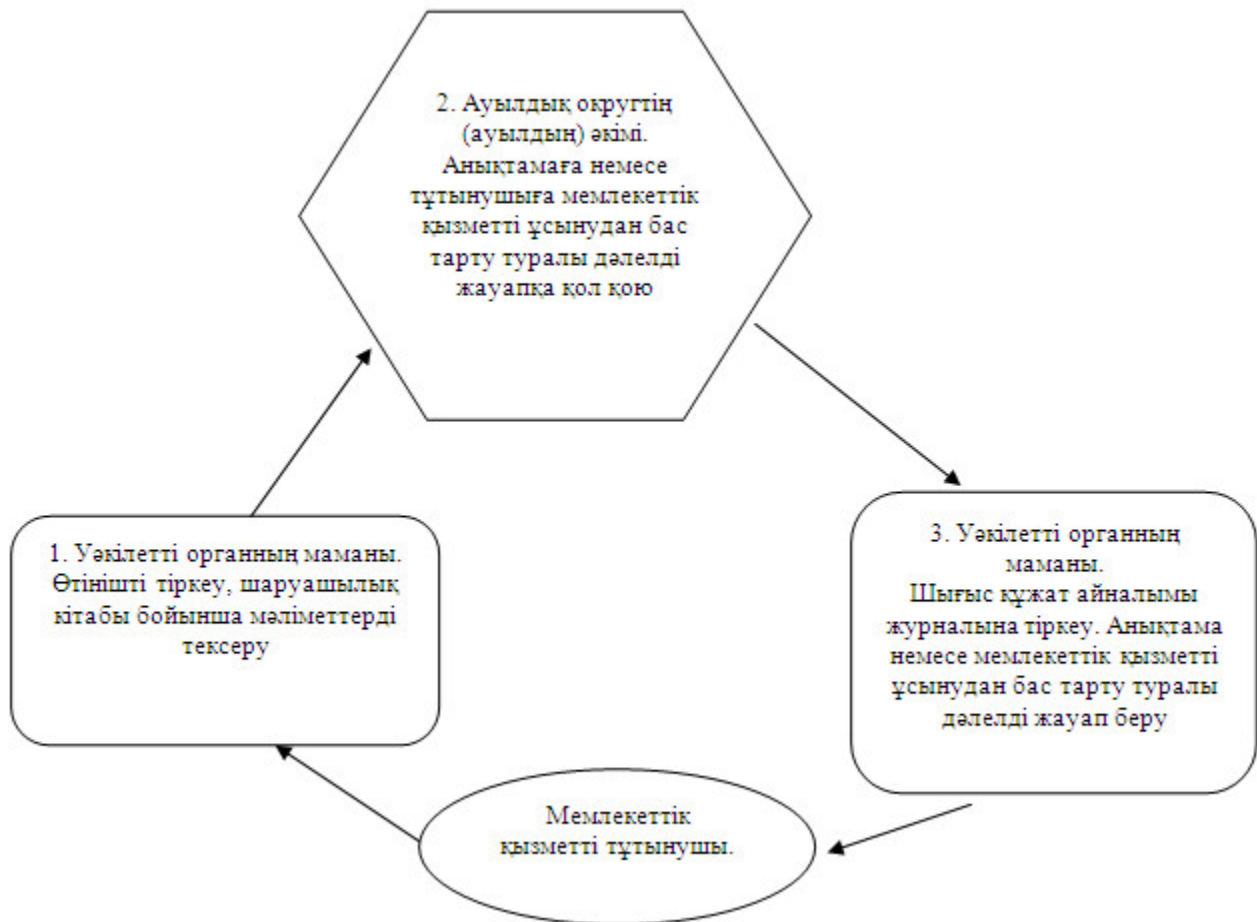 2. Ауылдық округтің
(ауылдың) әкімі.
Анықтамаға немесе
тұтынушыға мемлекеттік
қызметті ұсынудан бас
тарту туралы дәлелді
жауапқа қол қою
1. Уәкілетті органның маманы.
Өтінішті тіркеу, шаруашылық
кітабы бойынша мәліметтерді
тексеру
3. Уәкілетті органның
маманы.
Шығыс құжат айналымы
журналына тіркеу. Анықтама
немесе мемлекеттік қызметті
ұсынудан бас тарту туралы
дәлелді жауап беру
Мемлекеттік
қызметті тұтынушы.